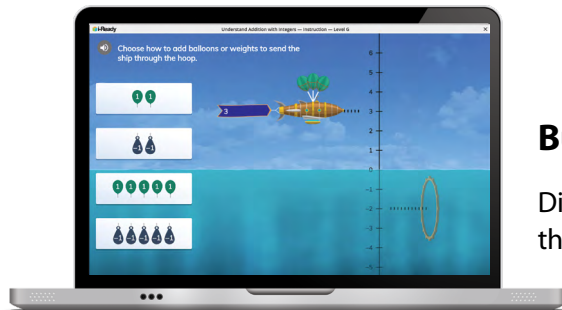 i-Ready
Understand Addition with Integers — Instruction — Level G
×
Choose how to add balloons or weights to send the
ship through the hoop.
1 1
-1 -1
1 1 1 1 1
-1 -1 -1 -1 -1
3
6
5
4
3
2
1
0
-1
-2
-3
-4
-5
B
Di
th